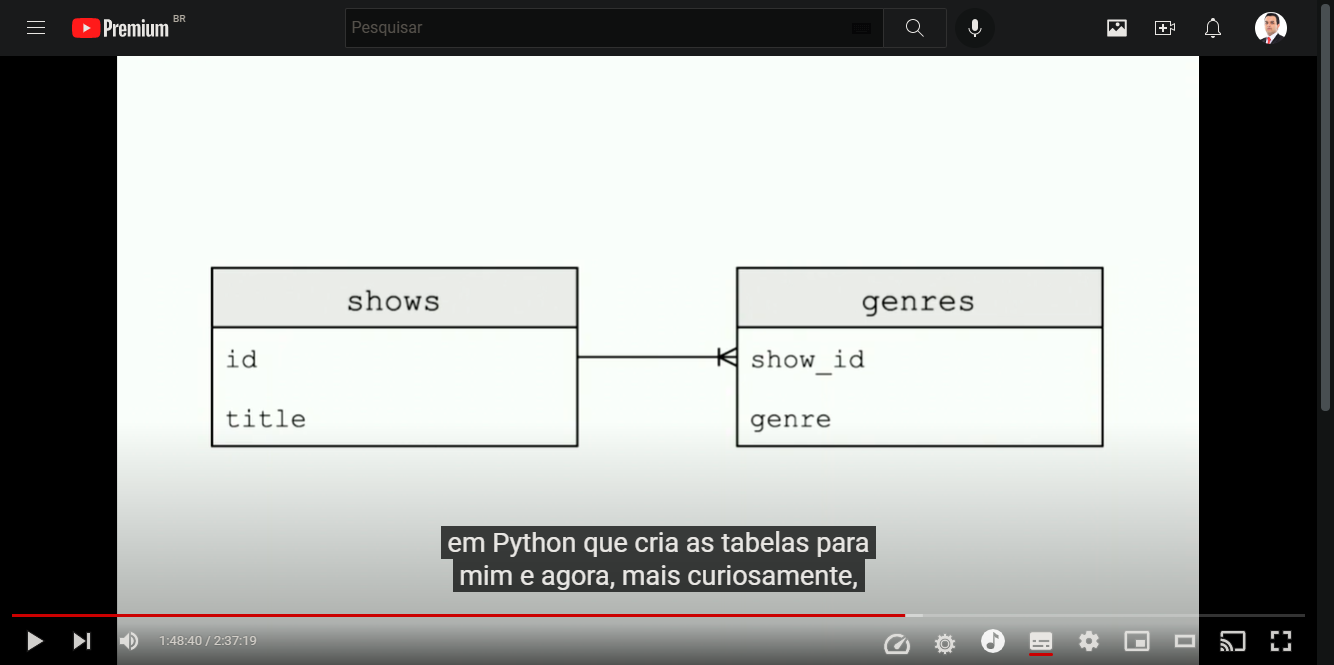 Premium BR
Pesquisar
shows
genres
id
show_id
title
genre
em Python que cria as tabelas para
mim e agora, mais curiosamente,
1:48:40 / 2:37:19